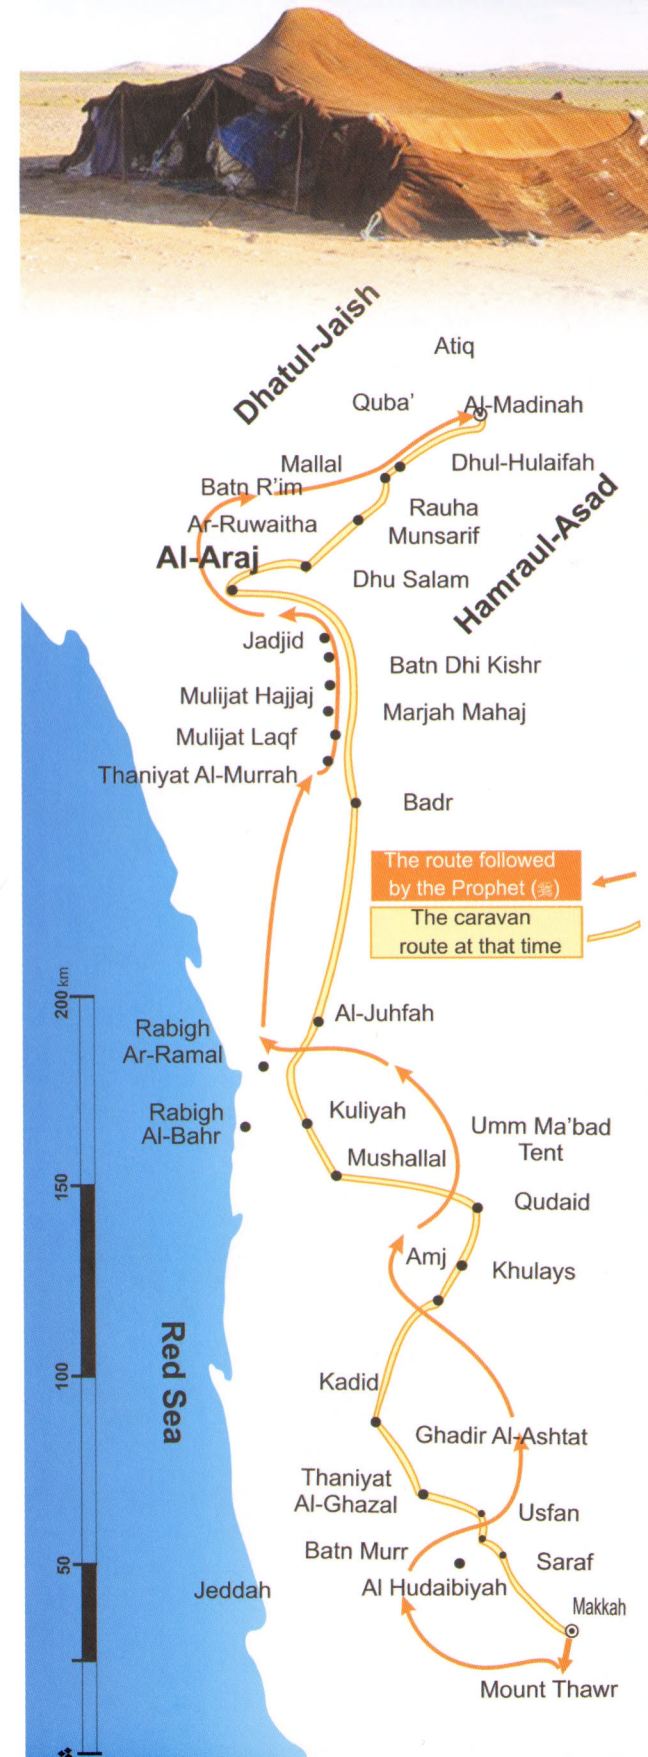 Dhatul-Jaish
Atiq
Quba’
Al-Madinah
Mallal
Dhul-Hulaifah
Batn R’im
Rauha
Munsarif
Ar-Ruwaitha
Hamraul-Asad
Al-Araj
Dhu Salam
Jadjid
Batn Dhi Kishr
Mulijat Hajjaj
Marjah Mahaj
Mulijat Laqf
Thaniyat Al-Murrah
Badr
The route followed
by the Prophet (ﷺ)
The caravan
route at that time
200 km
Al-Juhfah
Rabigh
Ar-Ramal
Rabigh
Al-Bahr
Kuliyah
Umm Ma’bad
Tent
Mushallal
150
Qudaid
Amj
Khulays
Red Sea
100
Kadid
Ghadir Al-Ashtat
Thaniyat
Al-Ghazal
Usfan
Batn Murr
Saraf
50
Jeddah
Al Hudaibiyah
Makkah
Mount Thawr